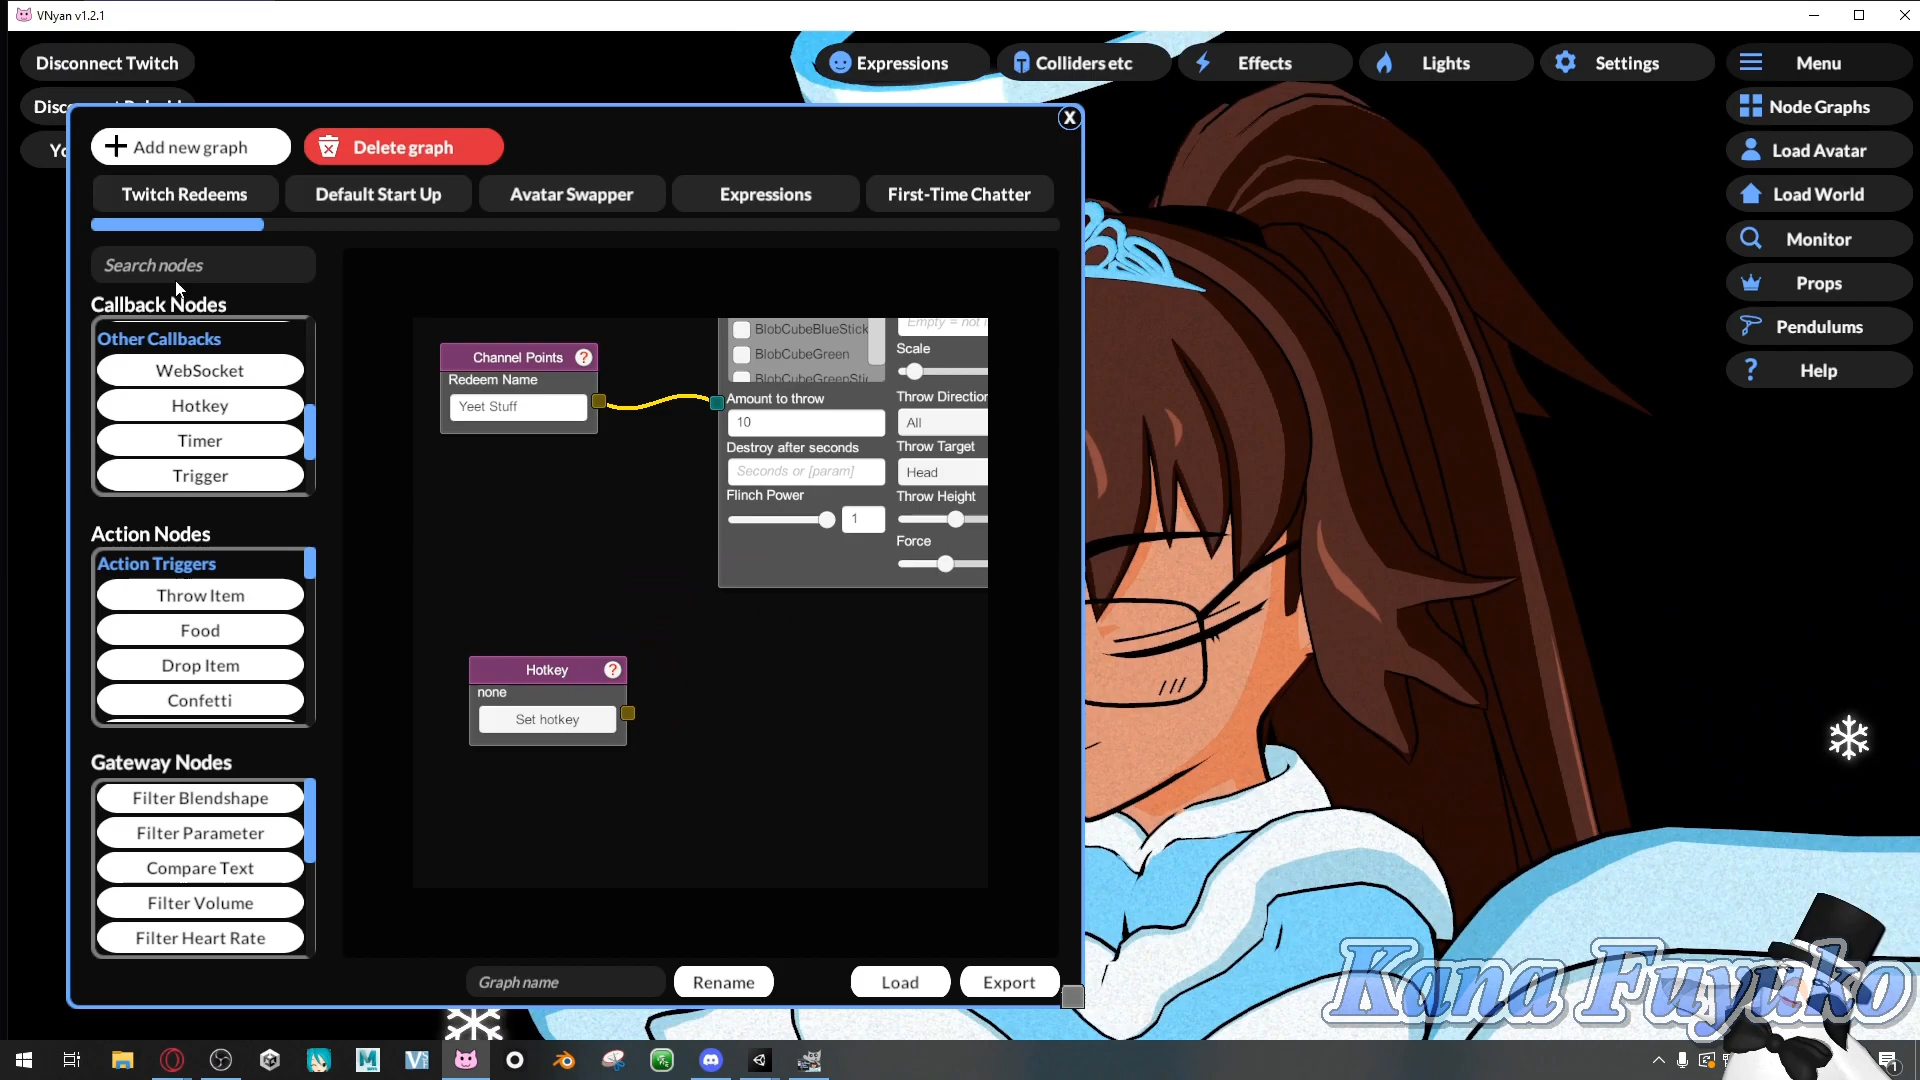 VNyan v1.2.1
Disconnect Twitch
Expressions
Colliders etc
Effects
Lights
Settings
Menu
Node Graphs
Load Avatar
Load World
Monitor
Props
Pendulums
Help
X
Add new graph
Delete graph
Twitch Redeems
Default Start Up
Avatar Swapper
Expressions
First-Time Chatter
Search nodes
Callback Nodes
Other Callbacks
WebSocket
Hotkey
Timer
Trigger
Action Nodes
Action Triggers
Throw Item
Food
Drop Item
Confetti
Gateway Nodes
Filter Blendshape
Filter Parameter
Compare Text
Filter Volume
Filter Heart Rate
Channel Points ?
Redeem Name
Yeet Stuff
BlobCubeBlueStick
BlobCubeGreen
BlobCubeGreenStic
Amount to throw
10
Destroy after seconds
Seconds or [param]
Flinch Power
1
Empty = not
Scale
Throw Direction
All
Throw Target
Head
Throw Height
Force
Hotkey ?
none
Set hotkey
Graph name
Rename
Load
Export
Kana Fuyuko